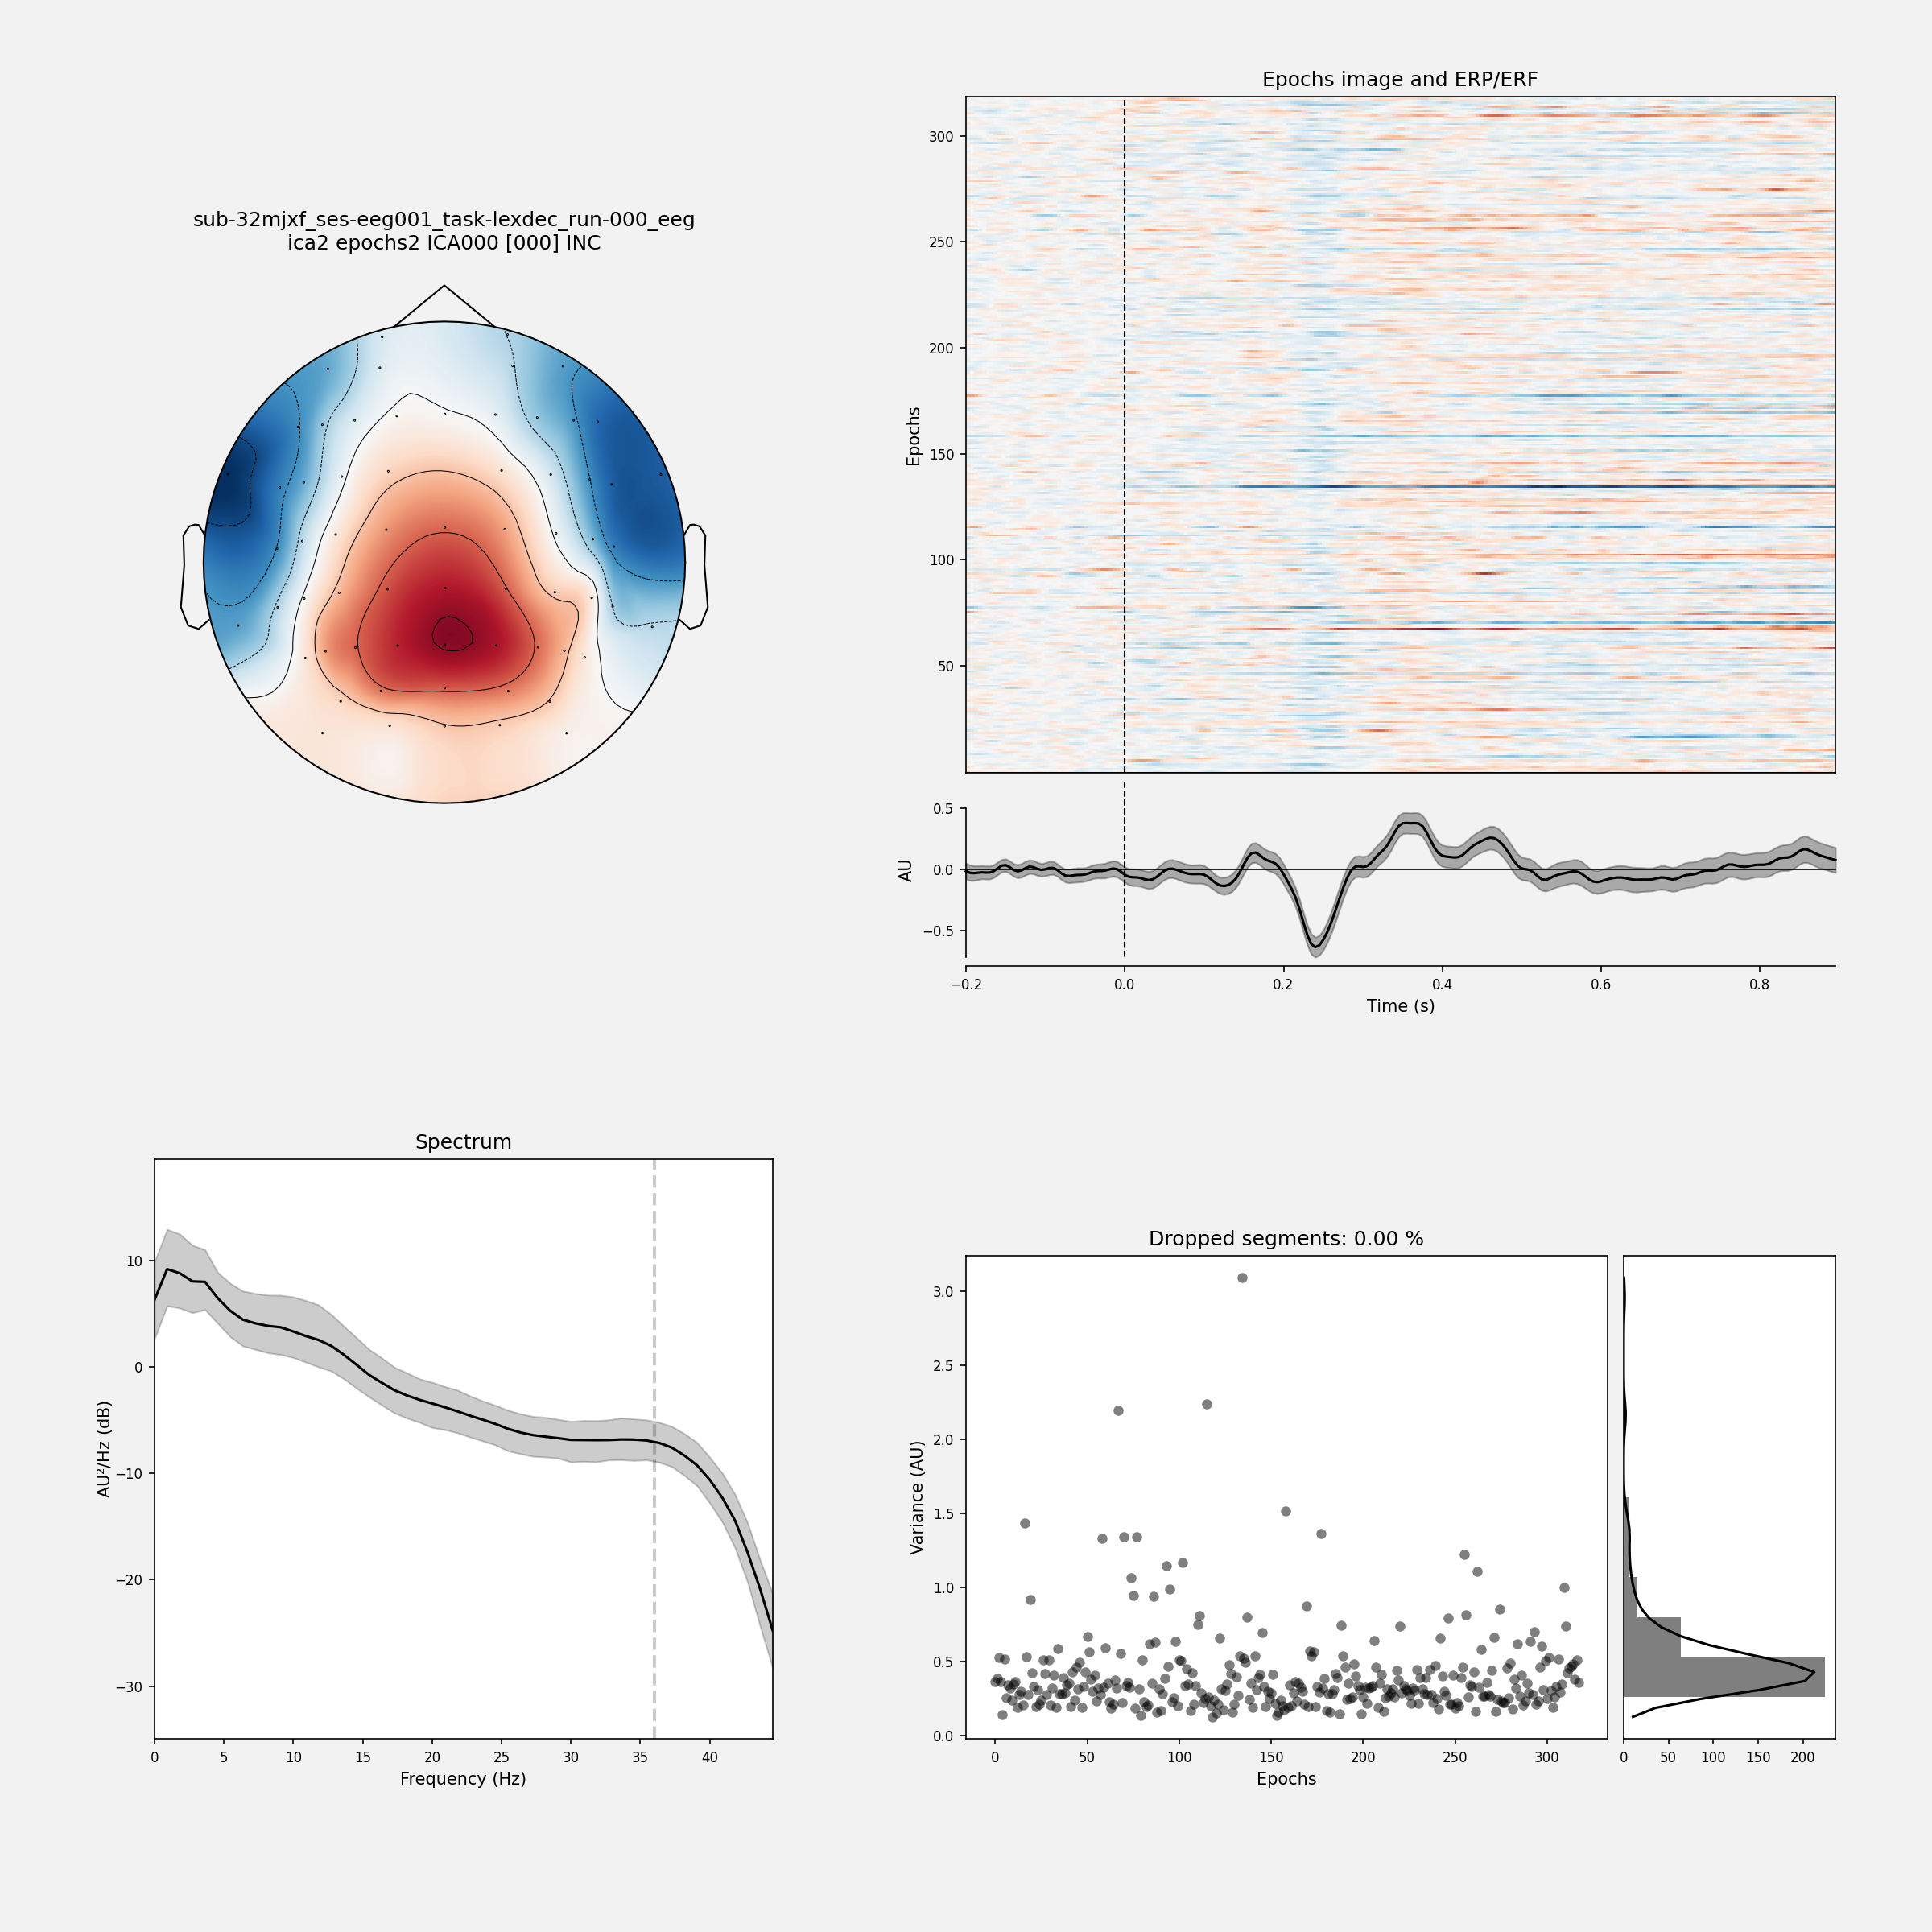 sub-32mjxf_ses-eeg001_task-lexdec_run-000_eeg
ica2 epochs2 ICA000 [000] INC
Epochs image and ERP/ERF
300
250
200
150
100
50
Epochs
0.5
0.0
−0.5
AU
−0.2 0.0 0.2 0.4 0.6 0.8
Time (s)
Spectrum
10
0
−10
−20
−30
AU²/Hz (dB)
0 5 10 15 20 25 30 35 40
Frequency (Hz)
Dropped segments: 0.00 %
3.0
2.5
2.0
1.5
1.0
0.5
0.0
Variance (AU)
0 50 100 150 200 250 300
Epochs
0 50 100 150 200